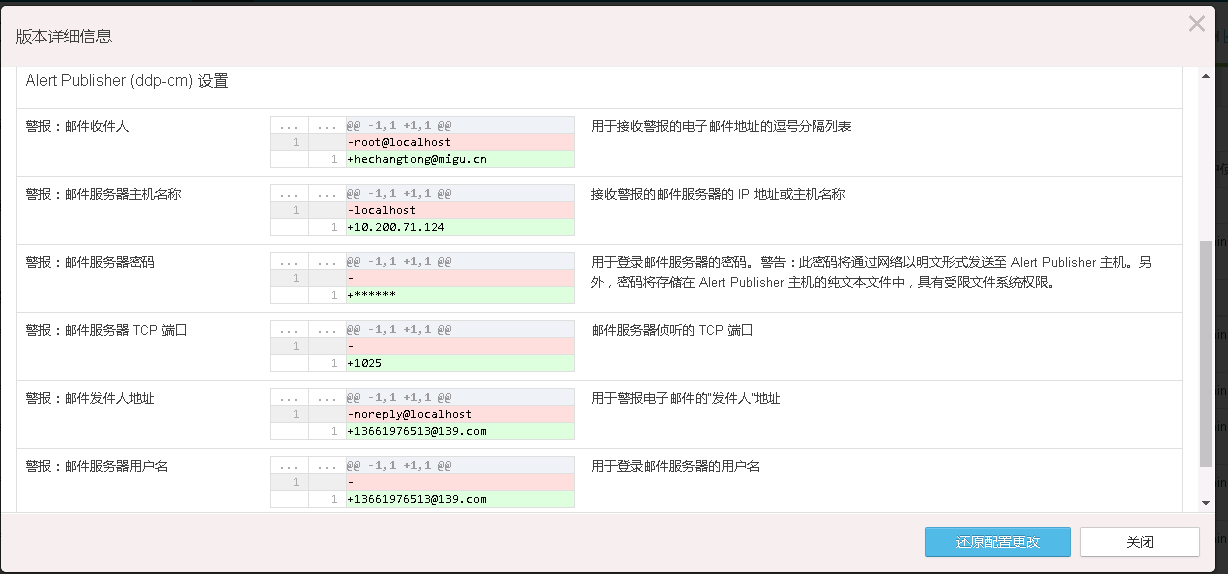 版本详细信息
×
Alert Publisher (ddp-cm) 设置
警报：邮件收件人
... ... @@ -1,1 +1,1 @@
1 -root@localhost
1 +hechangtong@migu.cn
用于接收警报的电子邮件地址的逗号分隔列表
警报：邮件服务器主机名称
... ... @@ -1,1 +1,1 @@
1 -localhost
1 +10.200.71.124
接收警报的邮件服务器的 IP 地址或主机名称
警报：邮件服务器密码
... ... @@ -1,1 +1,1 @@
1 -
1 +******
用于登录邮件服务器的密码。警告：此密码将通过网络以明文形式发送至 Alert Publisher 主机。另
外，密码将存储在 Alert Publisher 主机的纯文本文件中，具有受限文件系统权限。
警报：邮件服务器 TCP 端口
... ... @@ -1,1 +1,1 @@
1 -
1 +1025
邮件服务器侦听的 TCP 端口
警报：邮件发件人地址
... ... @@ -1,1 +1,1 @@
1 -noreply@localhost
1 +13661976513@139.com
用于警报电子邮件的"发件人"地址
警报：邮件服务器用户名
... ... @@ -1,1 +1,1 @@
1 -
1 +13661976513@139.com
用于登录邮件服务器的用户名
还原配置更改
关闭